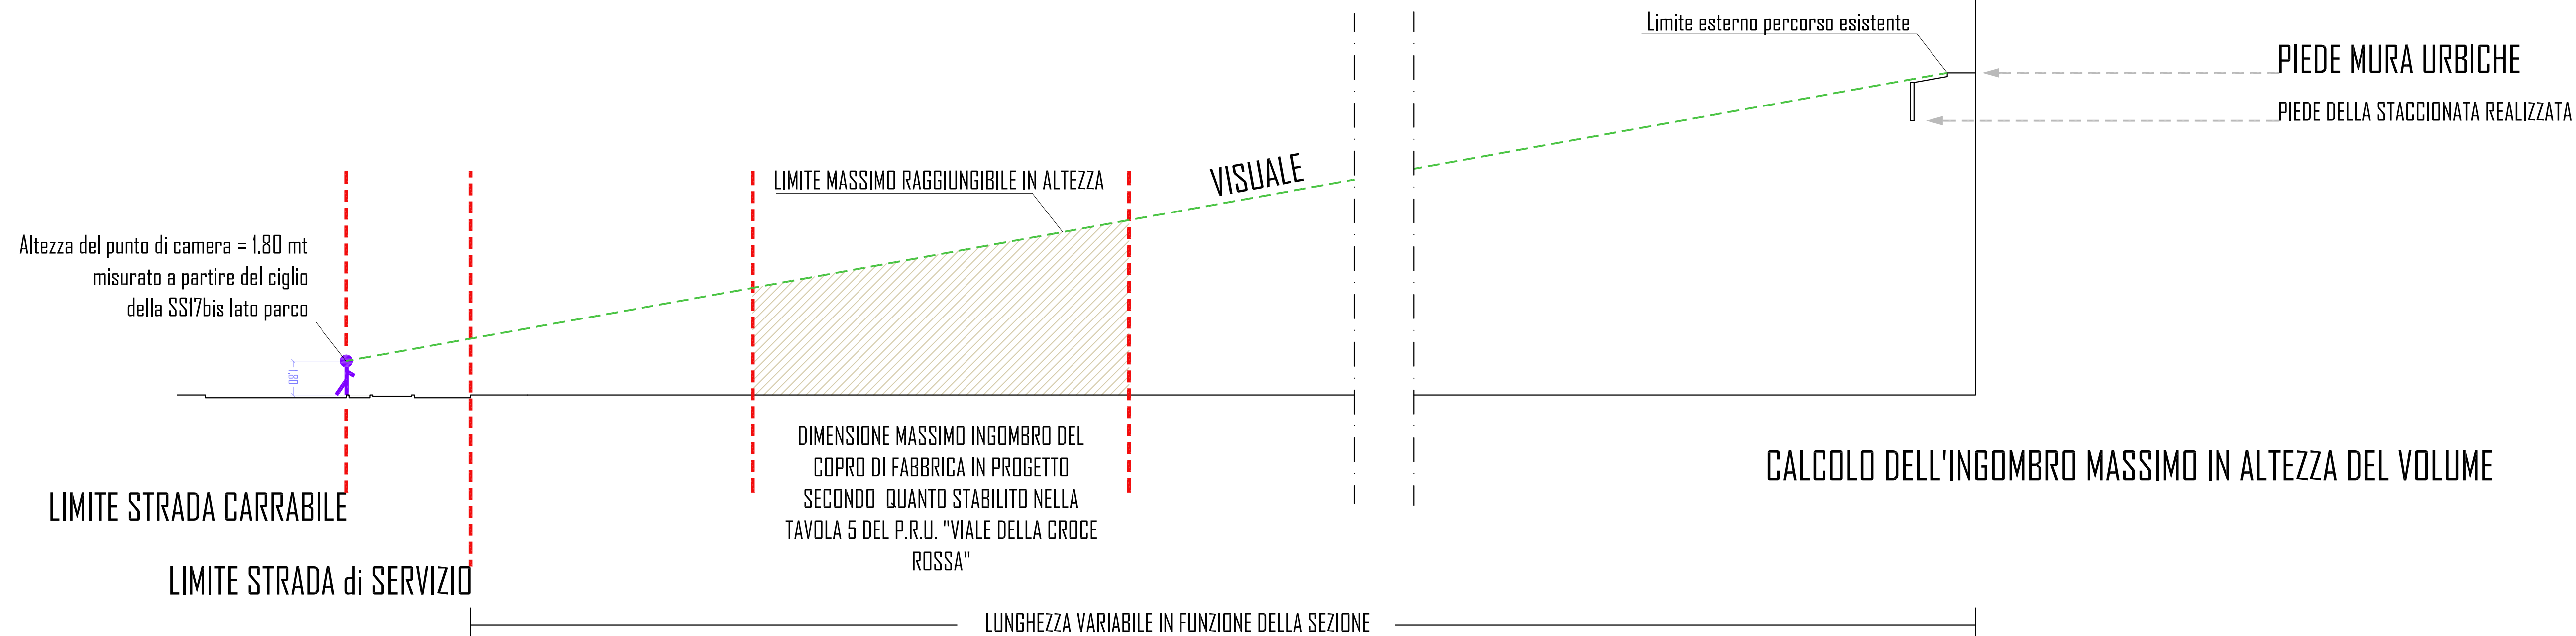 Limite esterno percorso esistente
PIEDE MURA URBICHE
PIEDE DELLA STACCIONATA REALIZZATA
LIMITE MASSIMO RAGGIUNGIBILE IN ALTEZZA
VISUALE
Altezza del punto di camera = 1.80 mt
misurato a partire del ciglio
della SS17bis lato parco
1.80
DIMENSIONE MASSIMO INGOMBRO DEL
COPRO DI FABBRICA IN PROGETTO
SECONDO QUANTO STABILITO NELLA
TAVOLA 5 DEL P.R.U. "VIALE DELLA CROCE
ROSSA"
CALCOLO DELL'INGOMBRO MASSIMO IN ALTEZZA DEL VOLUME
LIMITE STRADA CARRABILE
LIMITE STRADA di SERVIZIO
LUNGHEZZA VARIABILE IN FUNZIONE DELLA SEZIONE